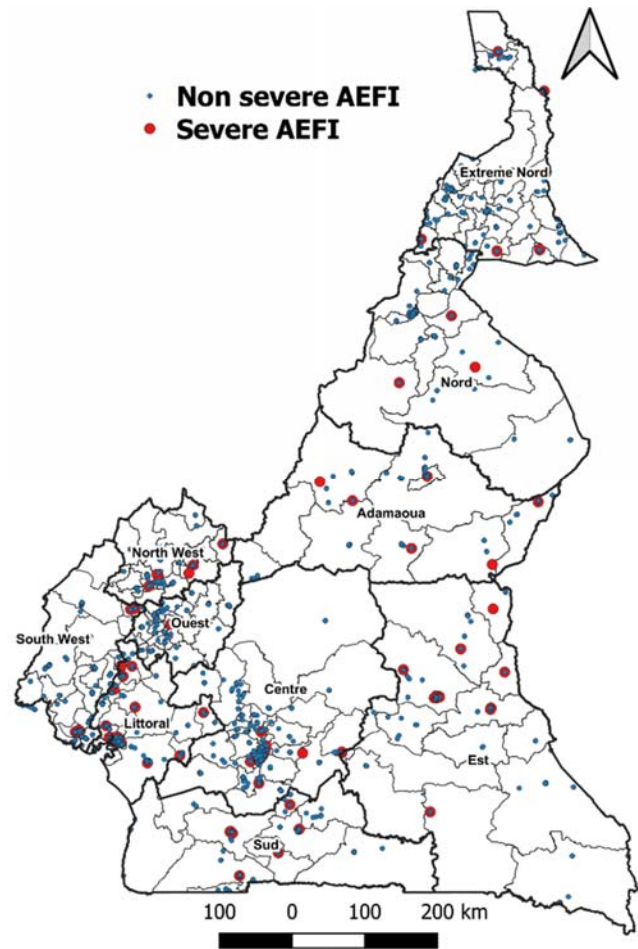 Non severe AEFI
Severe AEFI
Extreme Nord
Nord
Adamaoua
North West
Ouest
South West
Centre
Littoral
Est
Sud
100 0 100 200 km